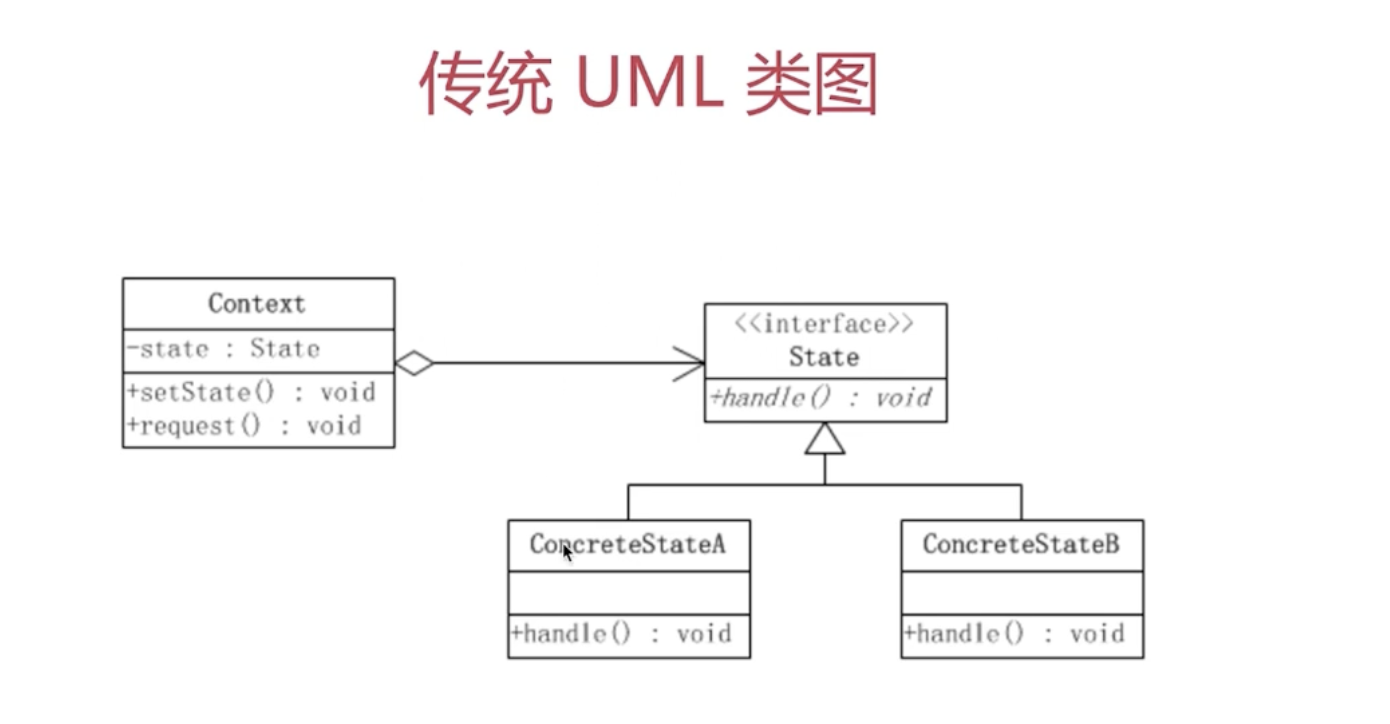 传统 UML 类图
Context
-state : State
+setState() : void
+request() : void
<<interface>>
State
+handle() : void
ConcreteStateA
+handle() : void
ConcreteStateB
+handle() : void